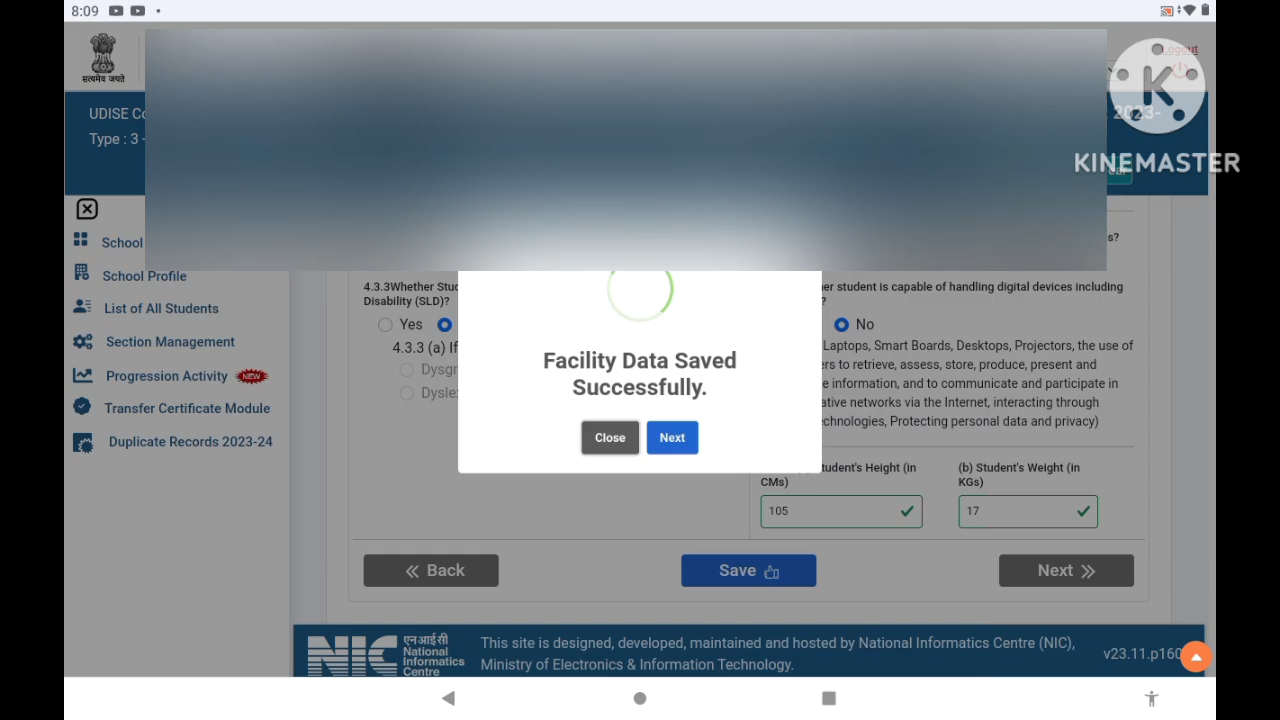 8:09
सत्यमेव जयते
Logout
UDISE Co
2023-
Type : 3 -
KINEMASTER
School
s?
School Profile
4.3.3Whether Stud
Disability (SLD)?
er student is capable of handling digital devices including
?
List of All Students
Yes
No
Section Management
4.3.3 (a) If
Laptops, Smart Boards, Desktops, Projectors, the use of
ers to retrieve, assess, store, produce, present and
e information, and to communicate and participate in
ative networks via the Internet, interacting through
chnologies, Protecting personal data and privacy)
Facility Data Saved
Successfully.
Dysgr
Progression Activity NEW
Dysle
Transfer Certificate Module
Close
Next
Duplicate Records 2023-24
tudent's Height (in
CMs)
(b) Student's Weight (in
KGs)
105
17
Back
Save
Next
NIC
एन आई सी
National
Informatics
Centre
This site is designed, developed, maintained and hosted by National Informatics Centre (NIC),
Ministry of Electronics & Information Technology.
v23.11.p160